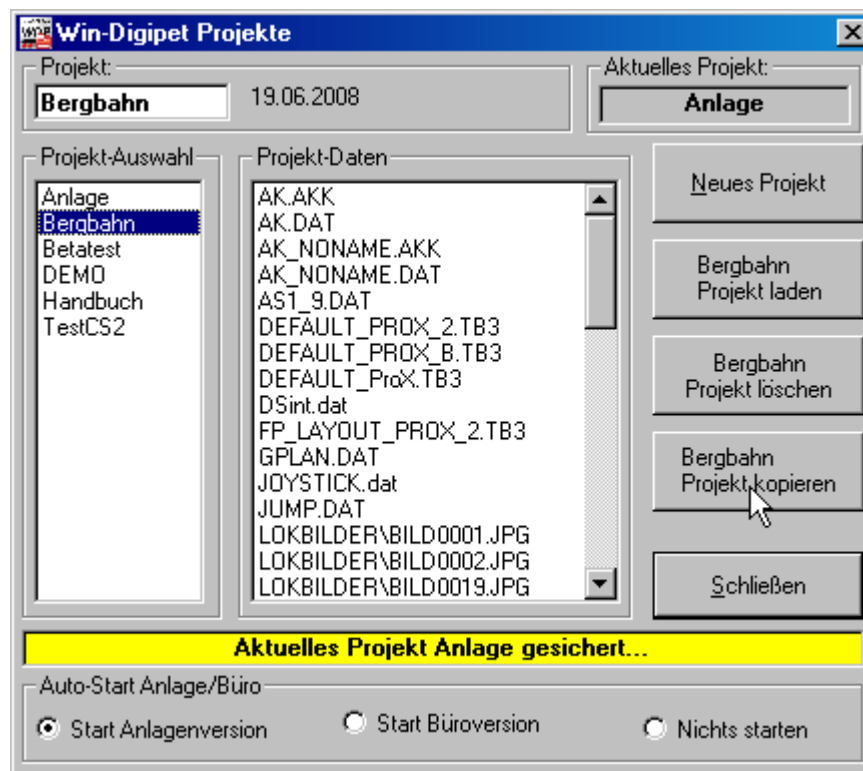 Win-Digipet Projekte
Projekt:
Bergbahn
19.06.2008
Aktuelles Projekt:
Anlage
Projekt-Auswahl
Anlage
Bergbahn
Betatest
DEMO
Handbuch
TestCS2
Projekt-Daten
AK.AKK
AK.DAT
AK_NONAME.AKK
AK_NONAME.DAT
AS1_9.DAT
DEFAULT_PROX_2.TB3
DEFAULT_PROX_B.TB3
DEFAULT_ProX.TB3
DSint.dat
FP_LAYOUT_PROX_2.TB3
GPLAN.DAT
JOYSTICK.dat
JUMP.DAT
LOKBILDER\BILD0001.JPG
LOKBILDER\BILD0002.JPG
LOKBILDER\BILD0019.JPG
Neues Projekt
Bergbahn
Projekt laden
Bergbahn
Projekt löschen
Bergbahn
Projekt kopieren
Schließen
Aktuelles Projekt Anlage gesichert...
Auto-Start Anlage/Büro
Start Anlagenversion
Start Büroversion
Nichts starten